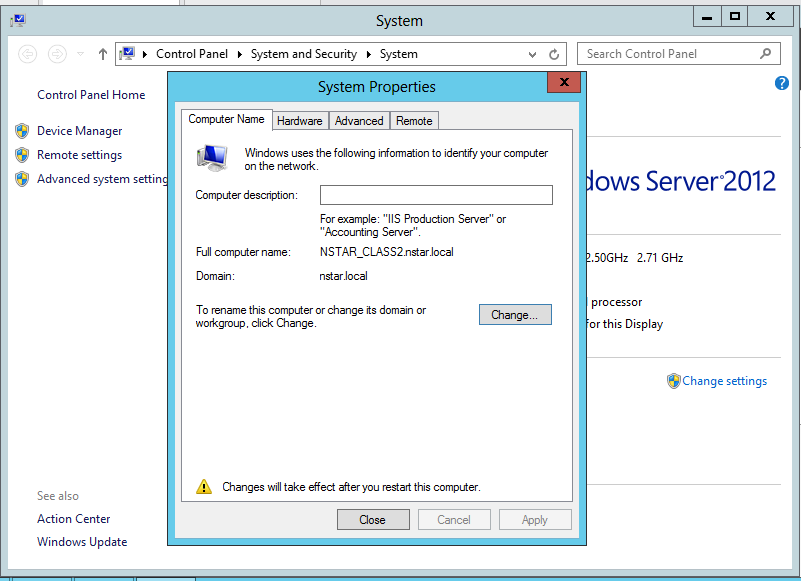 System
Control Panel
System and Security
System
Search Control Panel
Control Panel Home
Device Manager
Remote settings
Advanced system setting
See also
Action Center
Windows Update
dows Server 2012
2.50GHz 2.71 GHz
processor
for this Display
Change settings
System Properties
Computer Name
Hardware
Advanced
Remote
Windows uses the following information to identify your computer
on the network.
Computer description:
For example: "IIS Production Server" or
"Accounting Server".
Full computer name: NSTAR_CLASS2.nstar.local
Domain: nstar.local
To rename this computer or change its domain or
workgroup, click Change.
Change...
Changes will take effect after you restart this computer.
Close
Cancel
Apply